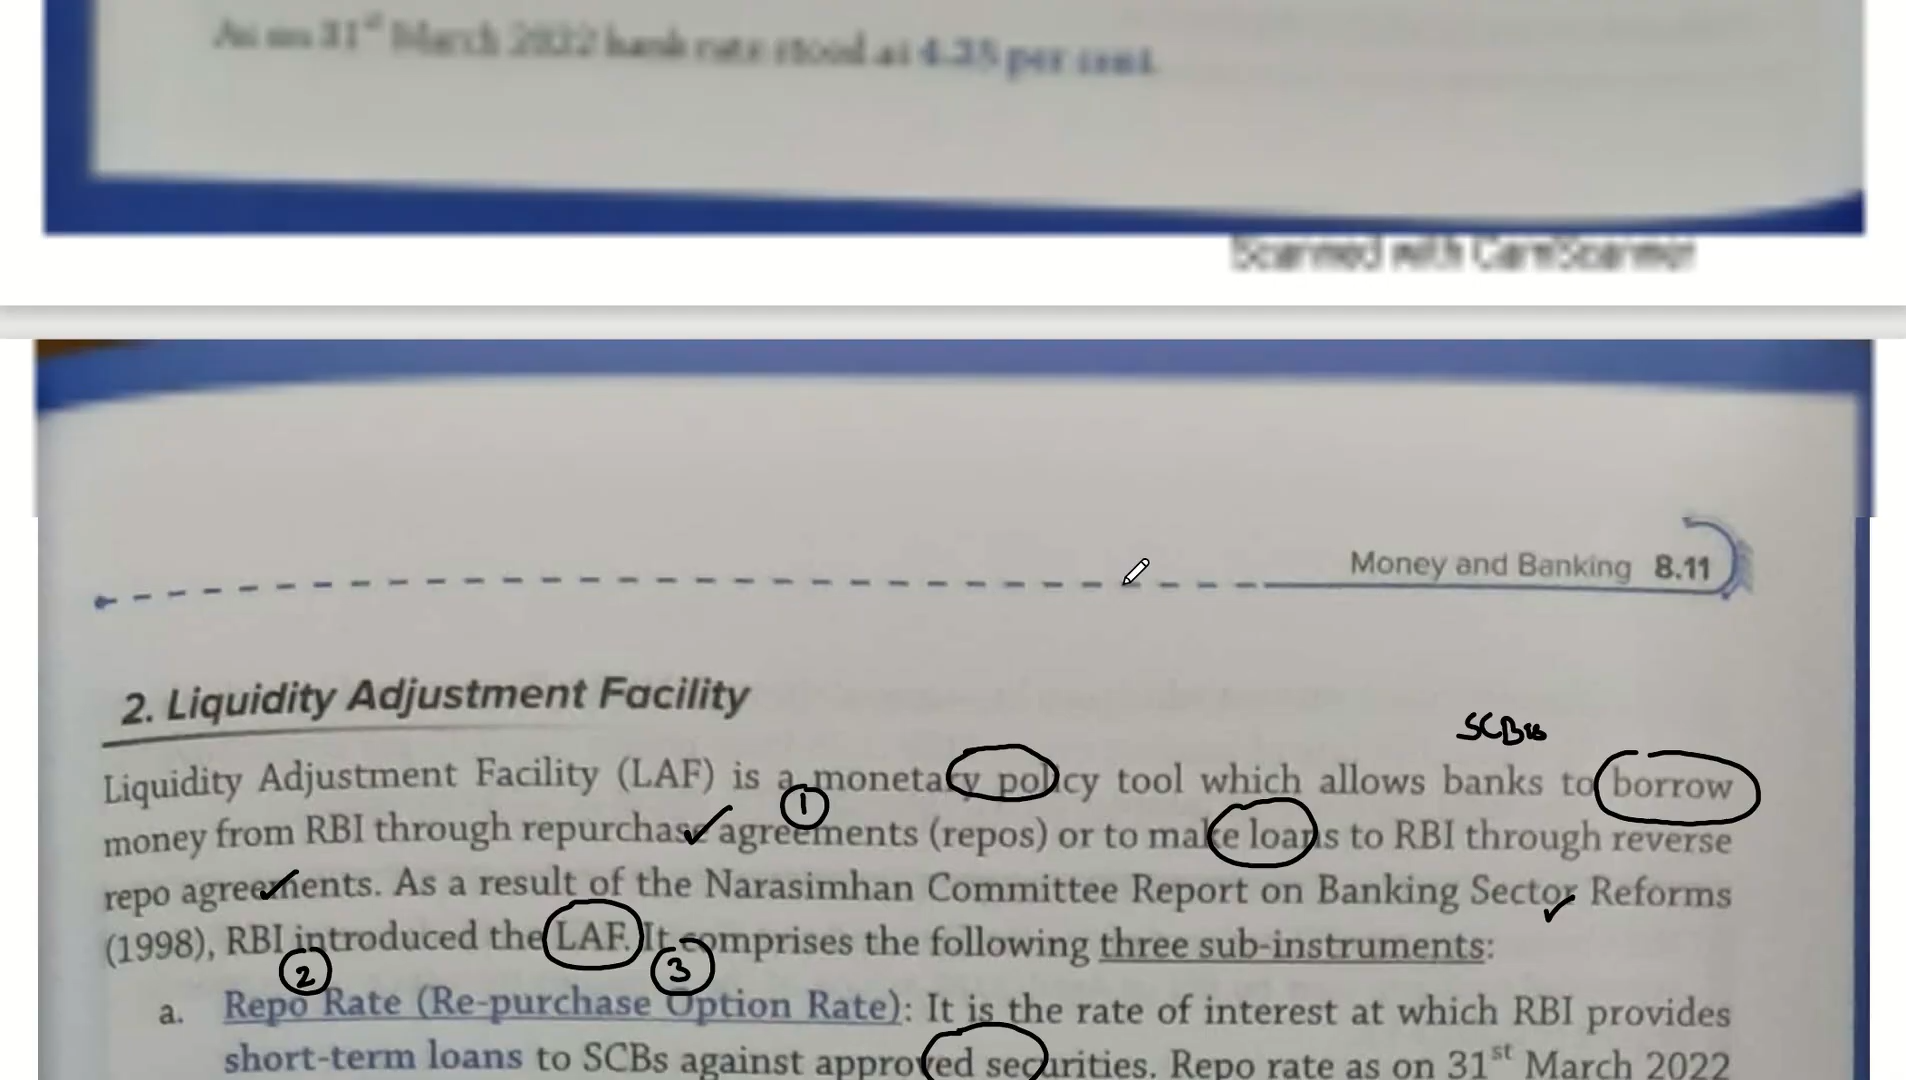 As on 31st March 2022 bank rate stood at 4.25 per cent.
Scanned with CamScanner
Money and Banking 8.11
2. Liquidity Adjustment Facility
SCBs
Liquidity Adjustment Facility (LAF) is a monetary policy tool which allows banks to borrow
1
money from RBI through repurchase agreements (repos) or to make loans to RBI through reverse
repo agreements. As a result of the Narasimhan Committee Report on Banking Sector Reforms
(1998), RBI introduced the LAF. It comprises the following three sub-instruments:
2 3
a. Repo Rate (Re-purchase Option Rate): It is the rate of interest at which RBI provides
short-term loans to SCBs against approved securities. Repo rate as on 31st March 2022